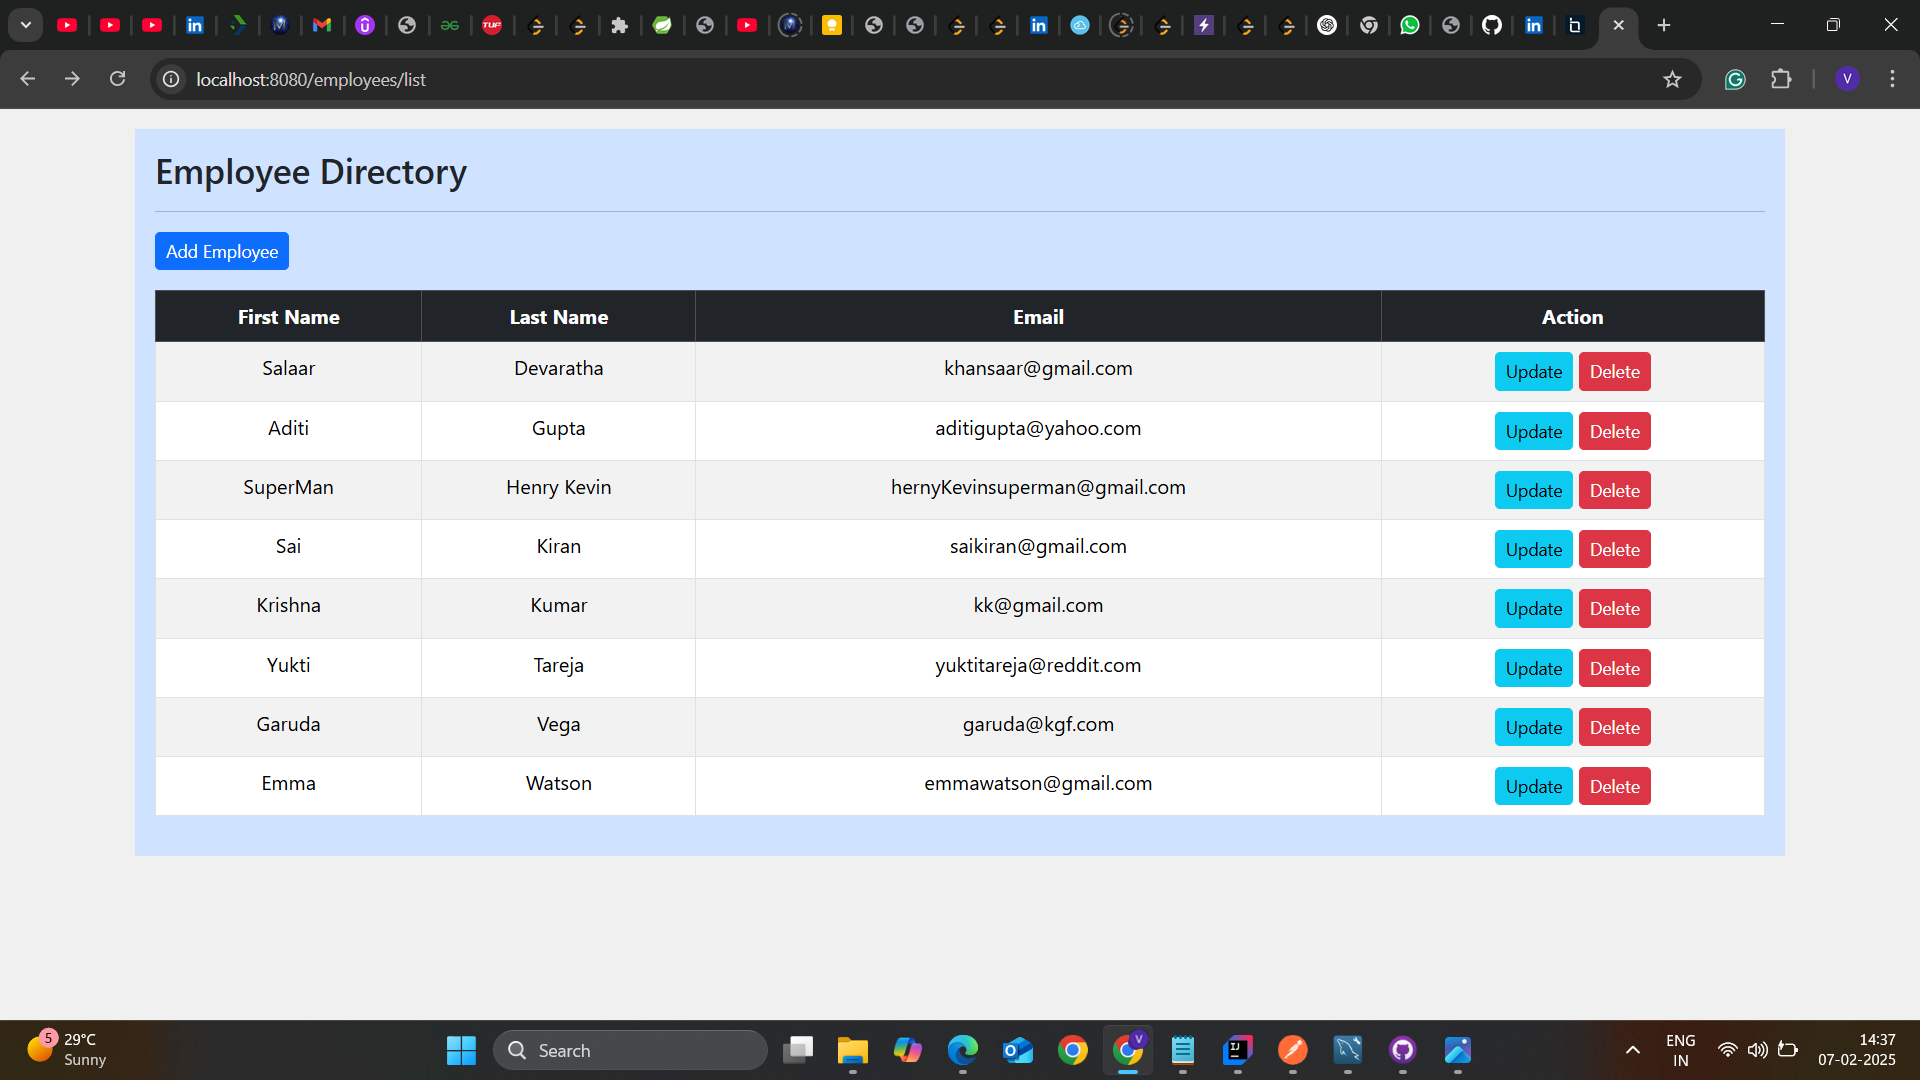 localhost:8080/employees/list
V
Employee Directory
Add Employee
First Name Last Name Email Action
Salaar Devaratha khansaar@gmail.com Update Delete
Aditi Gupta aditigupta@yahoo.com Update Delete
SuperMan Henry Kevin hernyKevinsuperman@gmail.com Update Delete
Sai Kiran saikiran@gmail.com Update Delete
Krishna Kumar kk@gmail.com Update Delete
Yukti Tareja yuktitareja@reddit.com Update Delete
Garuda Vega garuda@kgf.com Update Delete
Emma Watson emmawatson@gmail.com Update Delete
5
29°C
Sunny
Search
ENG
IN
14:37
07-02-2025